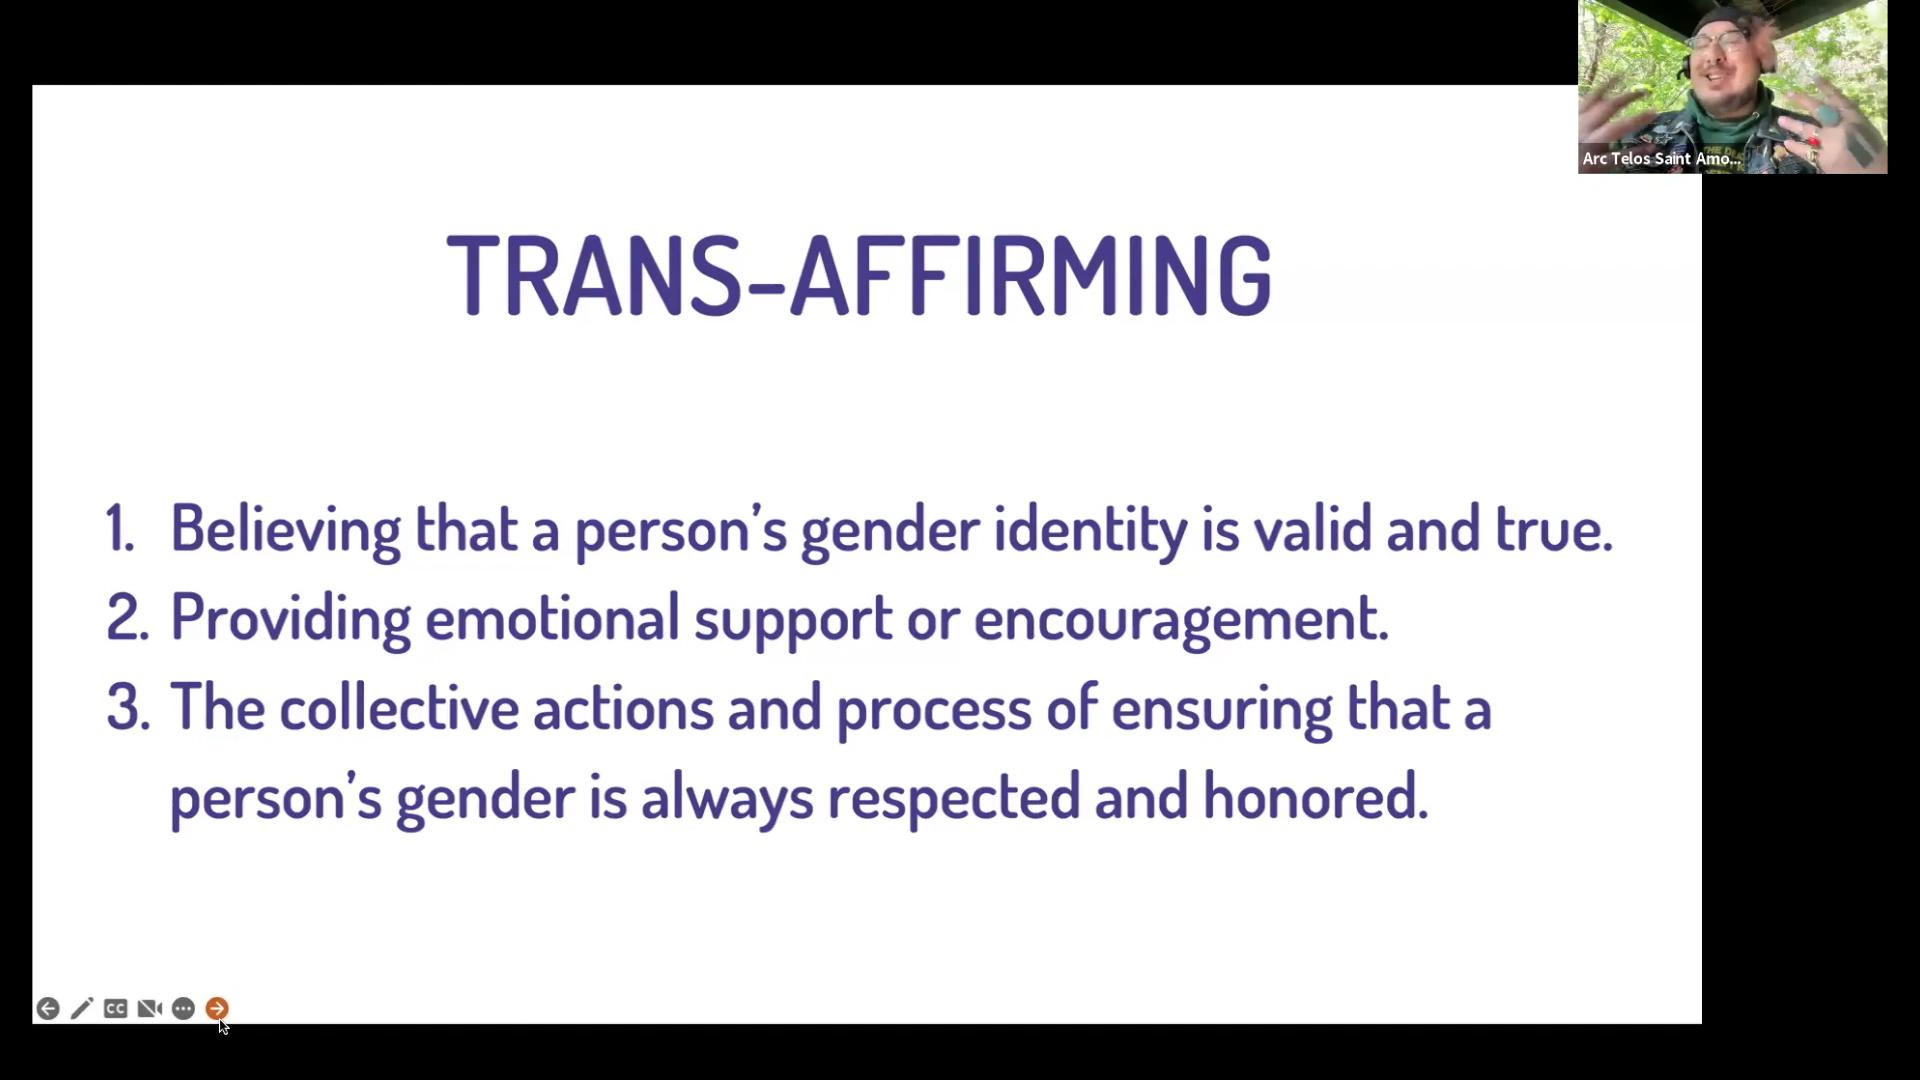 Arc Telos Saint Amo...
TRANS-AFFIRMING
1. Believing that a person’s gender identity is valid and true.
2. Providing emotional support or encouragement.
3. The collective actions and process of ensuring that a
person’s gender is always respected and honored.
CC